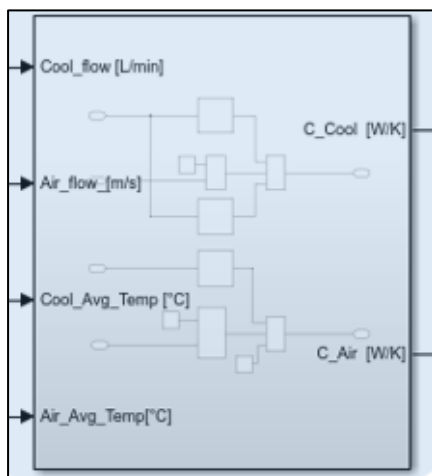 Cool_flow [L/min]
C_Cool [W/K]
Air_flow_[m/s]
Cool_Avg_Temp [°C]
C_Air [W/K]
Air_Avg_Temp[°C]